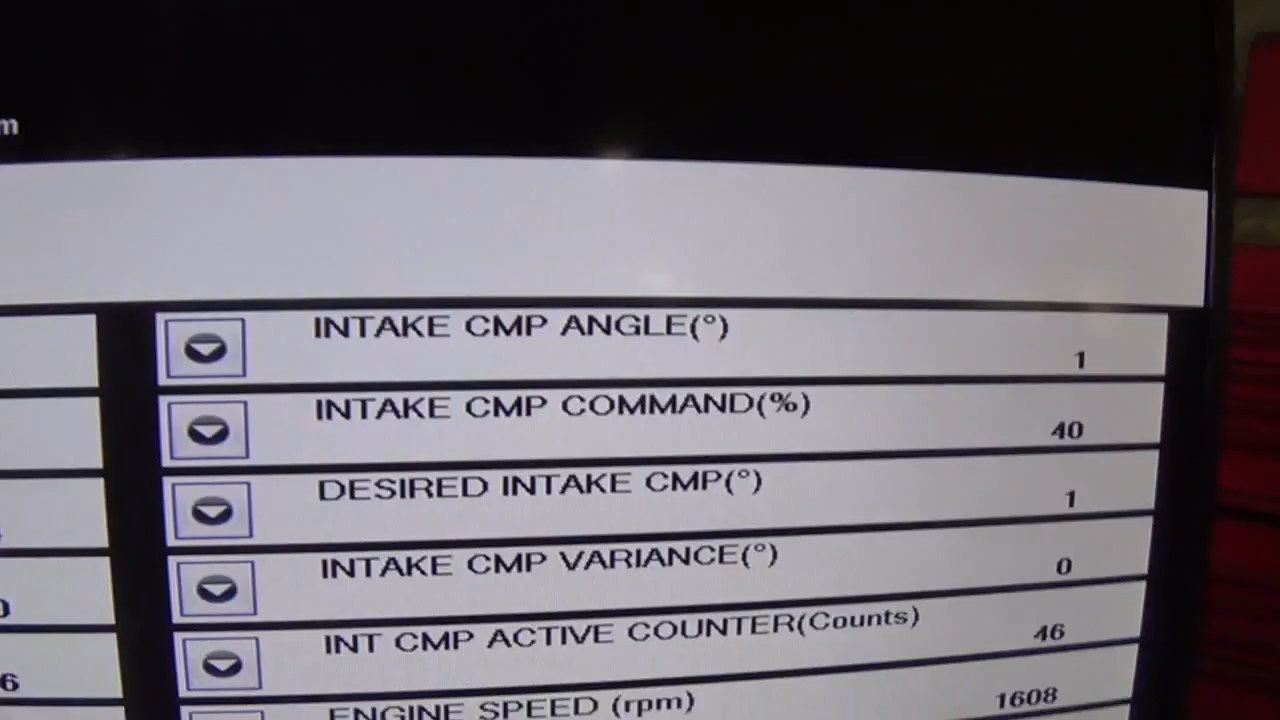 m
INTAKE CMP ANGLE(°)
1
INTAKE CMP COMMAND(%)
40
DESIRED INTAKE CMP(°)
1
INTAKE CMP VARIANCE(°)
0
INT CMP ACTIVE COUNTER(Counts)
46
6
ENGINE SPEED (rpm)
1608